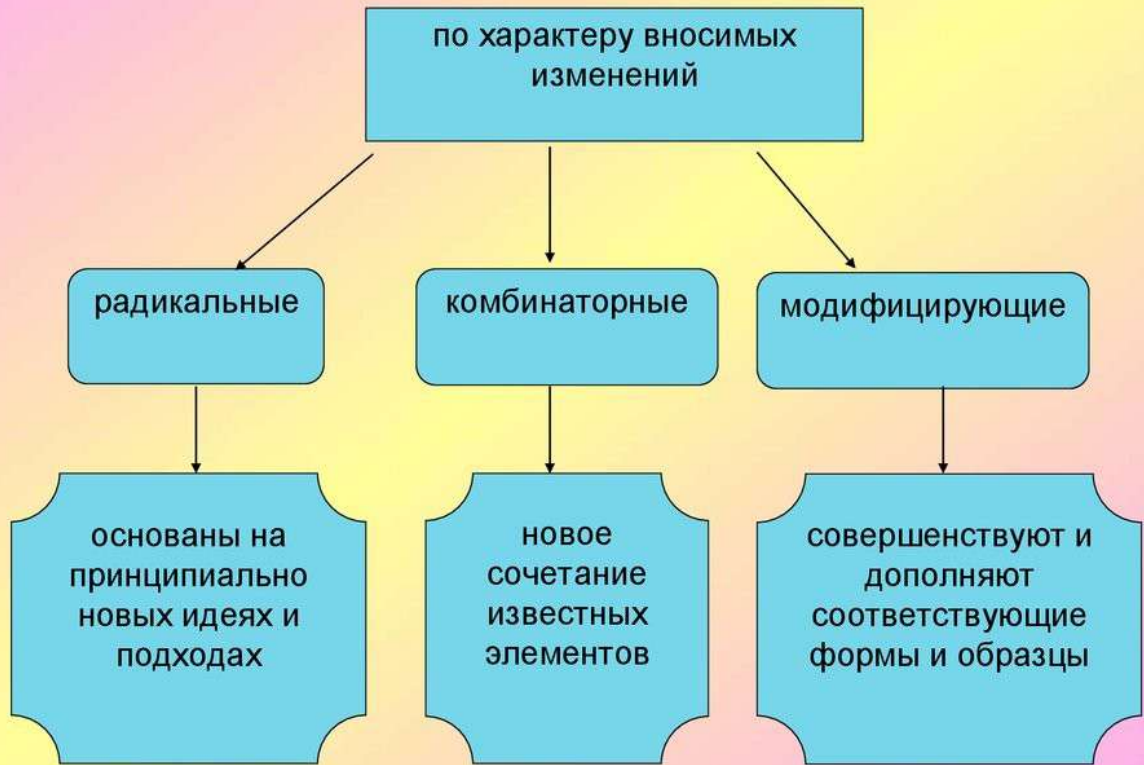 по характеру вносимых
изменений
радикальные
комбинаторные
модифицирующие
основаны на
принципиально
новых идеях и
подходах
новое
сочетание
известных
элементов
совершенствуют и
дополняют
соответствующие
формы и образцы